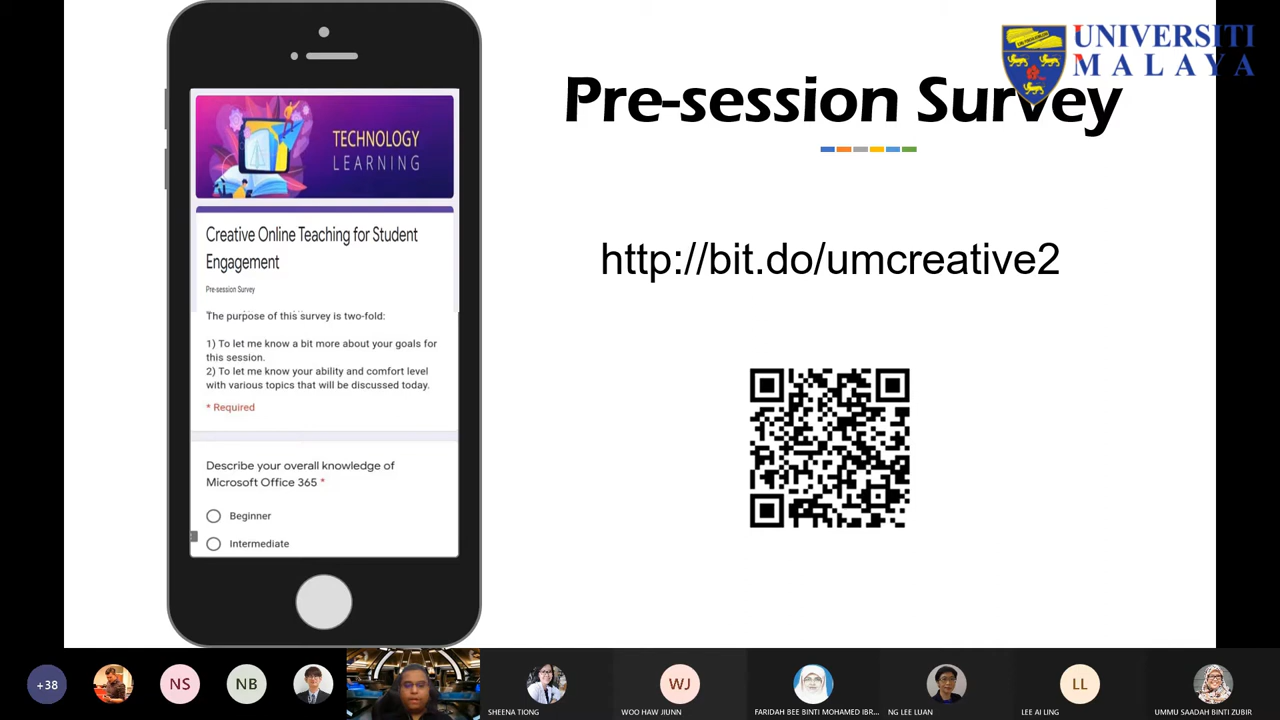 UNIVERSITI
MALAYA
Pre-session Survey
http://bit.do/umcreative2
TECHNOLOGY
LEARNING
Creative Online Teaching for Student
Engagement
Pre-session Survey
The purpose of this survey is two-fold:
1) To let me know a bit more about your goals for
this session.
2) To let me know your ability and comfort level
with various topics that will be discussed today.
* Required
Describe your overall knowledge of
Microsoft Office 365 *
Beginner
Intermediate
+38
NS
NB
SHEENA TIONG
WJ
WOO HAW JIUNN
FARIDAH BEE BINTI MOHAMED IBR...
NG LEE LUAN
LL
LEE AI LING
UMMU SAADAH BINTI ZUBIR